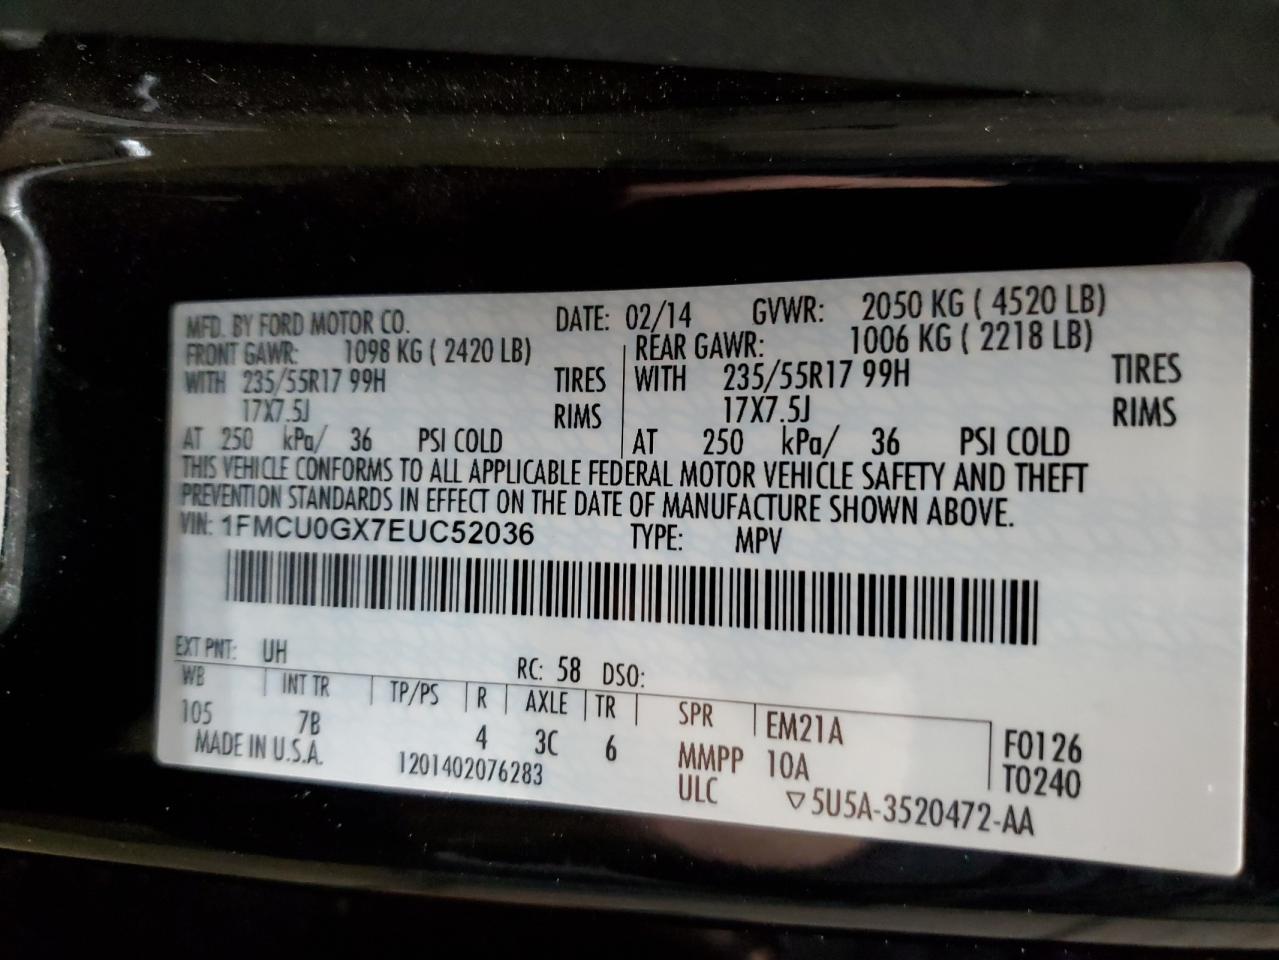 MFD. BY FORD MOTOR CO. DATE: 02/14 GVWR: 2050 KG ( 4520 LB)
FRONT GAWR: 1098 KG ( 2420 LB) REAR GAWR: 1006 KG ( 2218 LB)
WITH 235/55R17 99H TIRES WITH 235/55R17 99H TIRES
17X7.5J RIMS 17X7.5J RIMS
AT 250 kPa/ 36 PSI COLD AT 250 kPa/ 36 PSI COLD
THIS VEHICLE CONFORMS TO ALL APPLICABLE FEDERAL MOTOR VEHICLE SAFETY AND THEFT
PREVENTION STANDARDS IN EFFECT ON THE DATE OF MANUFACTURE SHOWN ABOVE.
VIN: 1FMCU0GX7EUC52036 TYPE: MPV
EXT PNT: UH RC: 58 DSO:
WB INT TR TP/PS R AXLE TR SPR EM21A F0126
105 7B 4 3C 6 MMPP 10A T0240
MADE IN U.S.A. 1201402076283 ULC ▽5U5A-3520472-AA